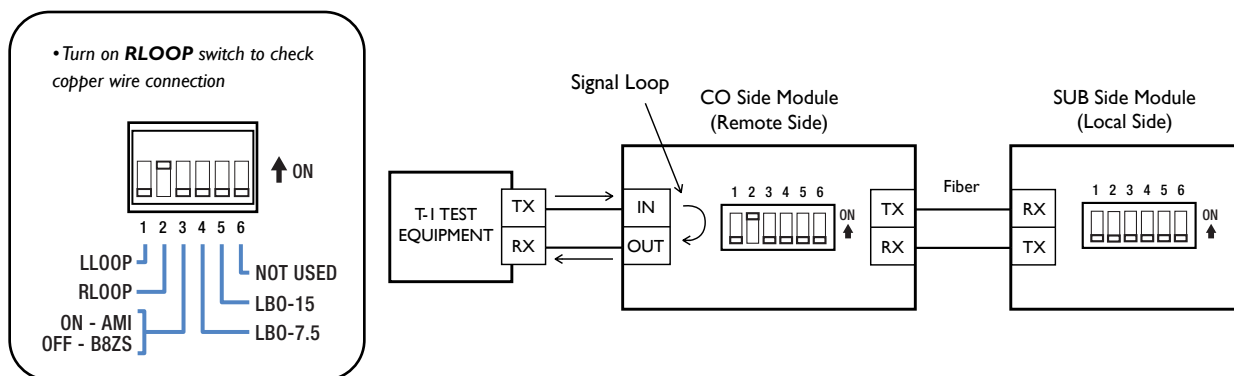 • Turn on RLOOP switch to check
copper wire connection
ON
1 2 3 4 5 6
LLOOP
RLOOP
ON - AMI
OFF - B8ZS
NOT USED
LBO-15
LBO-7.5
Signal Loop
CO Side Module
(Remote Side)
SUB Side Module
(Local Side)
T-1 TEST
EQUIPMENT
TX
RX
IN
OUT
1 2 3 4 5 6
ON
TX
RX
Fiber
RX
TX
1 2 3 4 5 6
ON